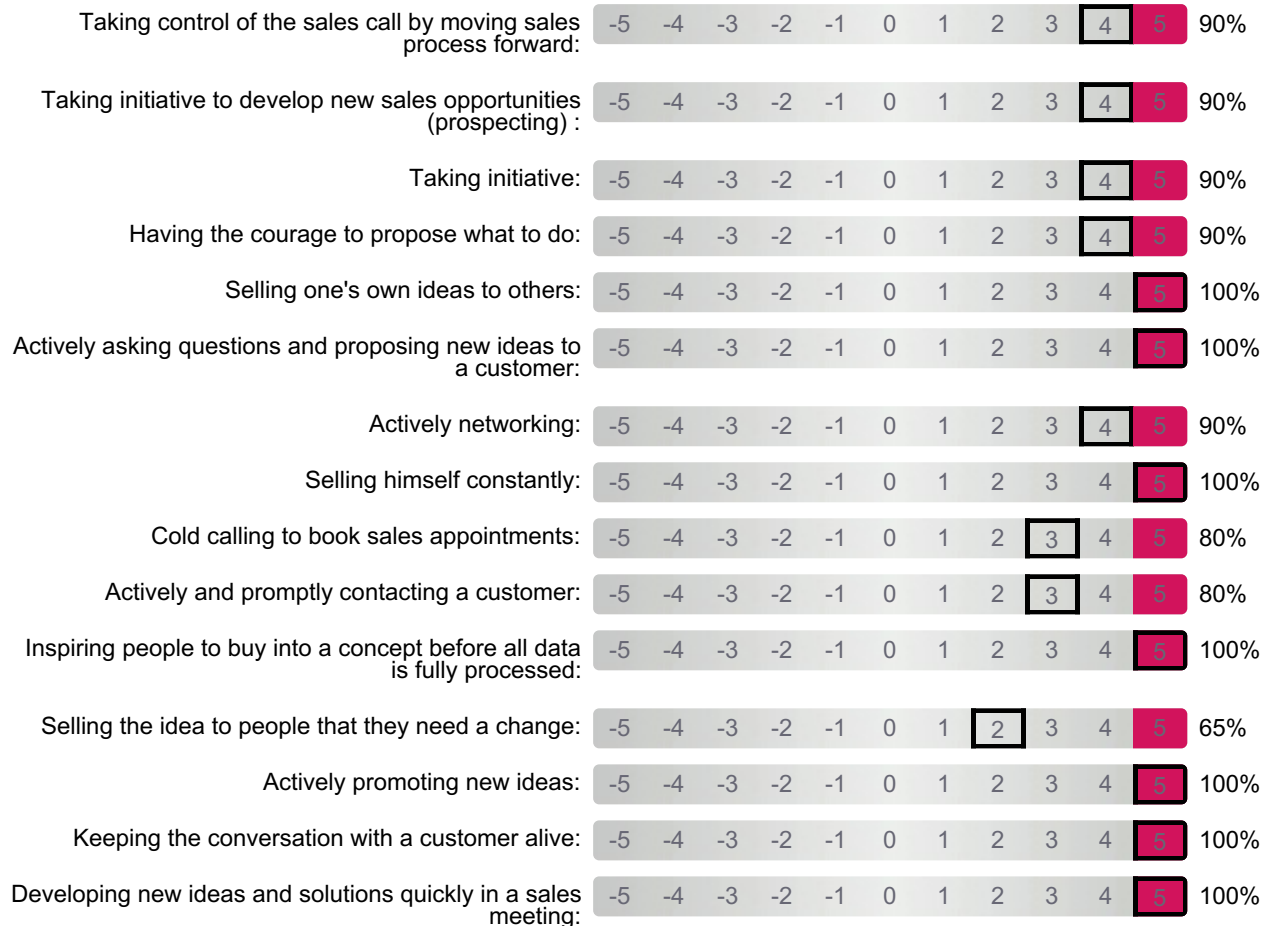 Taking control of the sales call by moving sales
process forward:
-5 -4 -3 -2 -1 0 1 2 3 4 5 90%
Taking initiative to develop new sales opportunities
(prospecting) :
-5 -4 -3 -2 -1 0 1 2 3 4 5 90%
Taking initiative: -5 -4 -3 -2 -1 0 1 2 3 4 5 90%
Having the courage to propose what to do: -5 -4 -3 -2 -1 0 1 2 3 4 5 90%
Selling one's own ideas to others: -5 -4 -3 -2 -1 0 1 2 3 4 5 100%
Actively asking questions and proposing new ideas to
a customer:
-5 -4 -3 -2 -1 0 1 2 3 4 5 100%
Actively networking: -5 -4 -3 -2 -1 0 1 2 3 4 5 90%
Selling himself constantly: -5 -4 -3 -2 -1 0 1 2 3 4 5 100%
Cold calling to book sales appointments: -5 -4 -3 -2 -1 0 1 2 3 4 5 80%
Actively and promptly contacting a customer: -5 -4 -3 -2 -1 0 1 2 3 4 5 80%
Inspiring people to buy into a concept before all data
is fully processed:
-5 -4 -3 -2 -1 0 1 2 3 4 5 100%
Selling the idea to people that they need a change: -5 -4 -3 -2 -1 0 1 2 3 4 5 65%
Actively promoting new ideas: -5 -4 -3 -2 -1 0 1 2 3 4 5 100%
Keeping the conversation with a customer alive: -5 -4 -3 -2 -1 0 1 2 3 4 5 100%
Developing new ideas and solutions quickly in a sales
meeting:
-5 -4 -3 -2 -1 0 1 2 3 4 5 100%